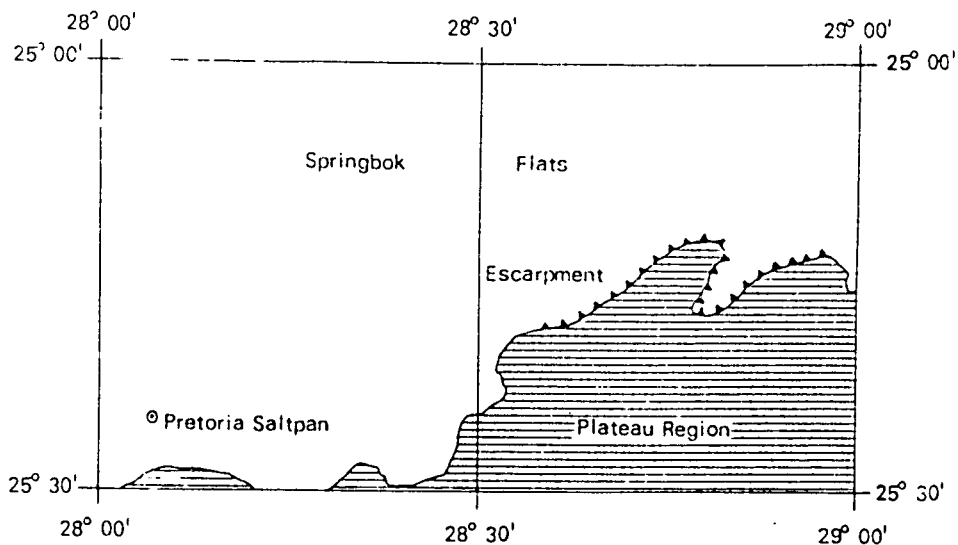 28° 00'
28° 30'
29° 00'
25° 00'
25° 00'
Springbok Flats
Escarpment
Pretoria Saltpan
Plateau Region
25° 30'
25° 30'
28° 00'
28° 30'
29° 00'